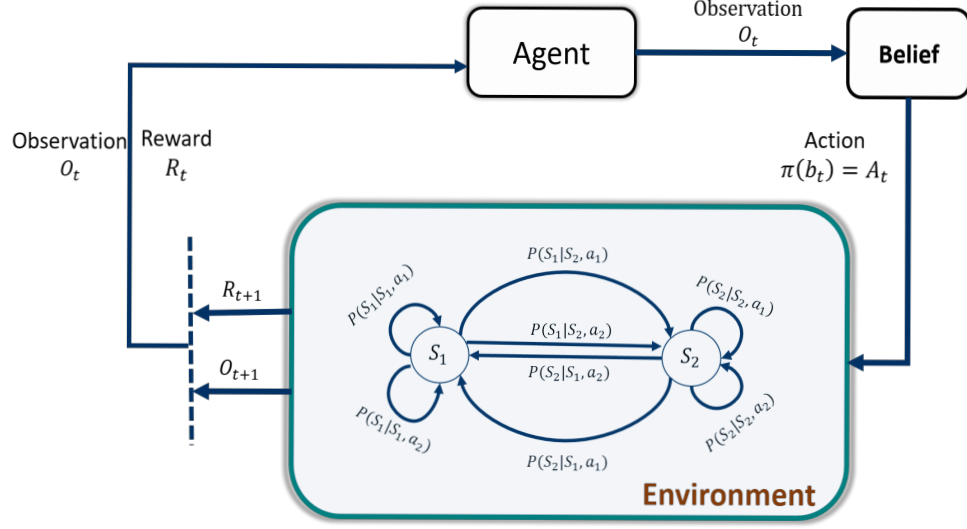 Observation
O_t
Agent
Belief
Observation
O_t
Reward
R_t
Action
π(b_t) = A_t
P(S_1|S_2, a_1)
P(S_1|S_1, a_1)
P(S_2|S_2, a_1)
R_{t+1}
P(S_1|S_2, a_2)
S_1
S_2
O_{t+1}
P(S_2|S_1, a_2)
P(S_1|S_1, a_2)
P(S_2|S_2, a_2)
P(S_2|S_1, a_1)
Environment